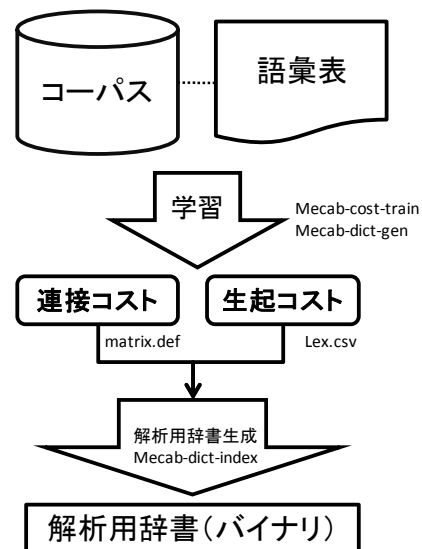 コーパス
語彙表
学習
Mecab-cost-train
Mecab-dict-gen
連接コスト
生起コスト
matrix.def
Lex.csv
解析用辞書生成
Mecab-dict-index
解析用辞書(バイナリ)